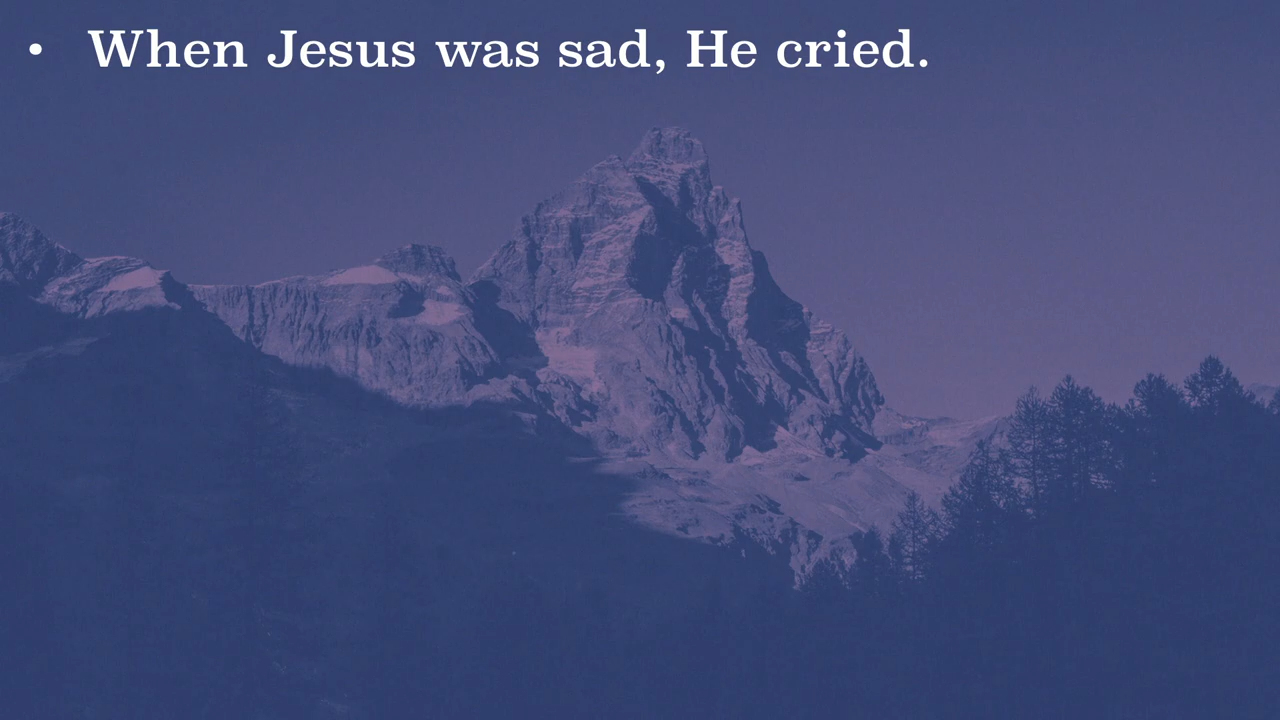 • When Jesus was sad, He cried.